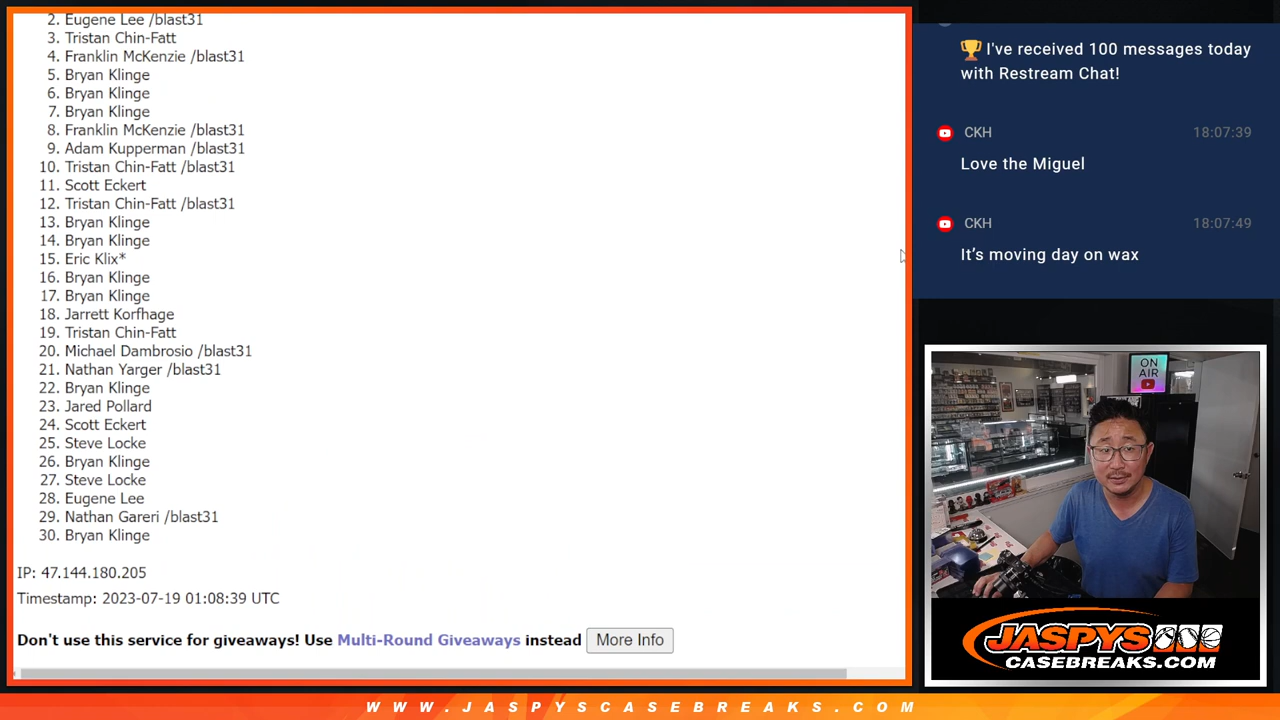 2. Eugene Lee /blast31
3. Tristan Chin-Fatt
4. Franklin McKenzie /blast31
5. Bryan Klinge
6. Bryan Klinge
7. Bryan Klinge
8. Franklin McKenzie /blast31
9. Adam Kupperman /blast31
10. Tristan Chin-Fatt /blast31
11. Scott Eckert
12. Tristan Chin-Fatt /blast31
13. Bryan Klinge
14. Bryan Klinge
15. Eric Klix*
16. Bryan Klinge
17. Bryan Klinge
18. Jarrett Korfhage
19. Tristan Chin-Fatt
20. Michael Dambrosio /blast31
21. Nathan Yarger /blast31
22. Bryan Klinge
23. Jared Pollard
24. Scott Eckert
25. Steve Locke
26. Bryan Klinge
27. Steve Locke
28. Eugene Lee
29. Nathan Gareri /blast31
30. Bryan Klinge
IP: 47.144.180.205
Timestamp: 2023-07-19 01:08:39 UTC
Don't use this service for giveaways! Use Multi-Round Giveaways instead More Info
🏆 I've received 100 messages today
with Restream Chat!
CKH 18:07:39
Love the Miguel
CKH 18:07:49
It's moving day on wax
ON
AIR
JASPYS
CASEBREAKS.COM
WWW.JASPYSCASEBREAKS.COM